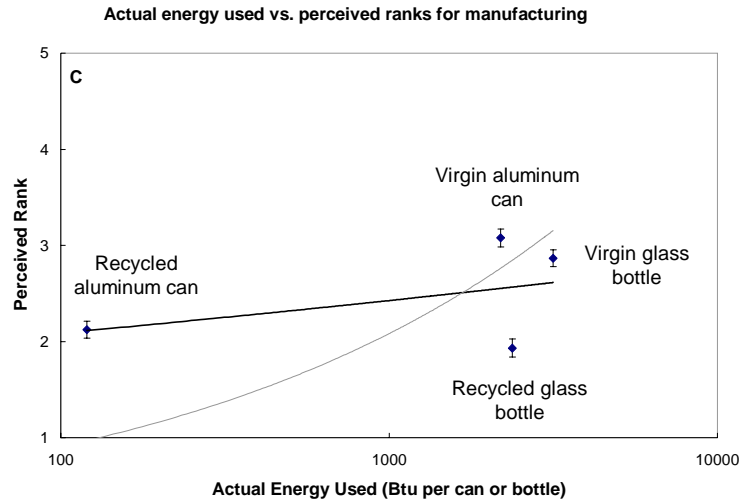 Actual energy used vs. perceived ranks for manufacturing
5
C
4
Virgin aluminum
can
3
Virgin glass
bottle
Recycled
aluminum can
Perceived Rank
2
Recycled glass
bottle
1
100
1000
10000
Actual Energy Used (Btu per can or bottle)